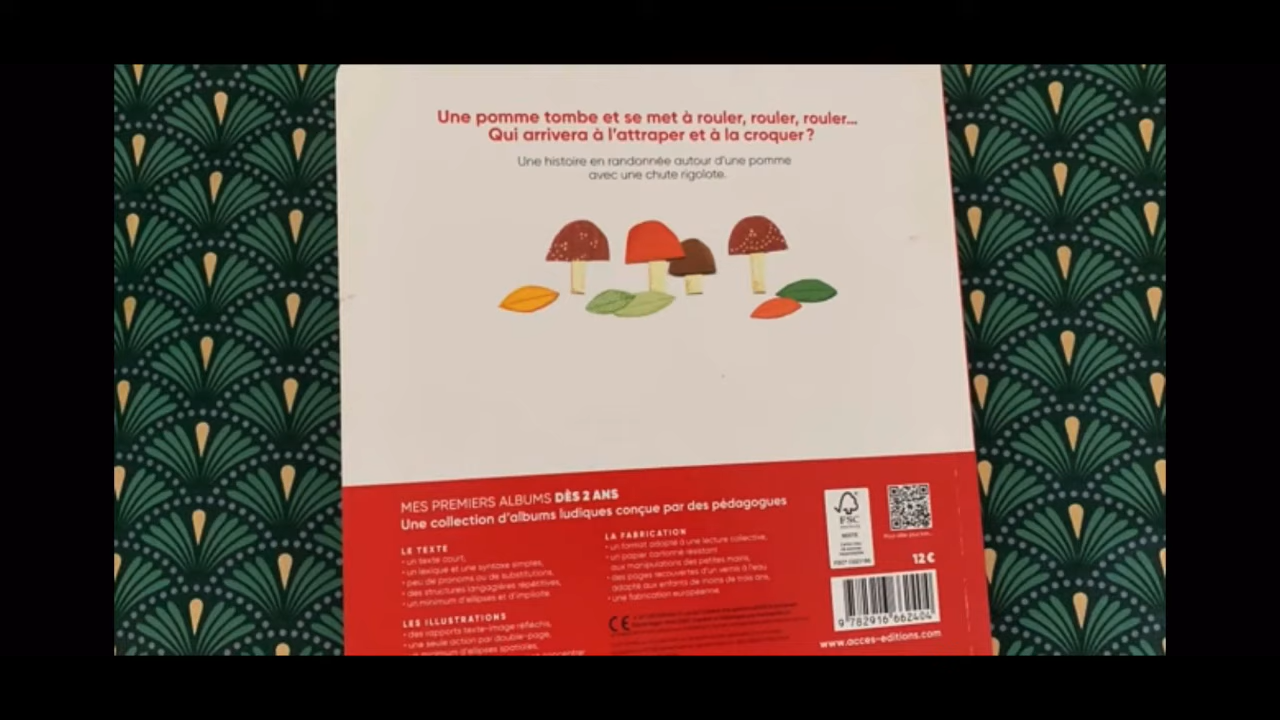 Une pomme tombe et se met à rouler, rouler, rouler...
Qui arrivera à l'attraper et à la croquer ?
Une histoire en randonnée autour d'une pomme
avec une chute rigolote.
MES PREMIERS ALBUMS DÈS 2 ANS
Une collection d'albums ludiques conçue par des pédagogues
LE TEXTE
• un texte court,
• un lexique et une syntaxe simples,
• peu de pronoms ou de substitutions,
• des structures langagières répétitives,
• un minimum d'ellipses et d'implicite
LES ILLUSTRATIONS
• des rapports texte-image réfléchis,
• une seule action par double-page,
minimum d'ellipses spatiales,
concentrer
LA FABRICATION
• un format adapté à une lecture collective,
• un papier cartonné résistant
aux manipulations des petites mains,
• des pages recouvertes d'un vernis à l'eau
adapté aux enfants de moins de trois ans,
• une fabrication européenne.
CE
FSC
MIXTE
12 €
9 782916 662404
www.acces-editions.com